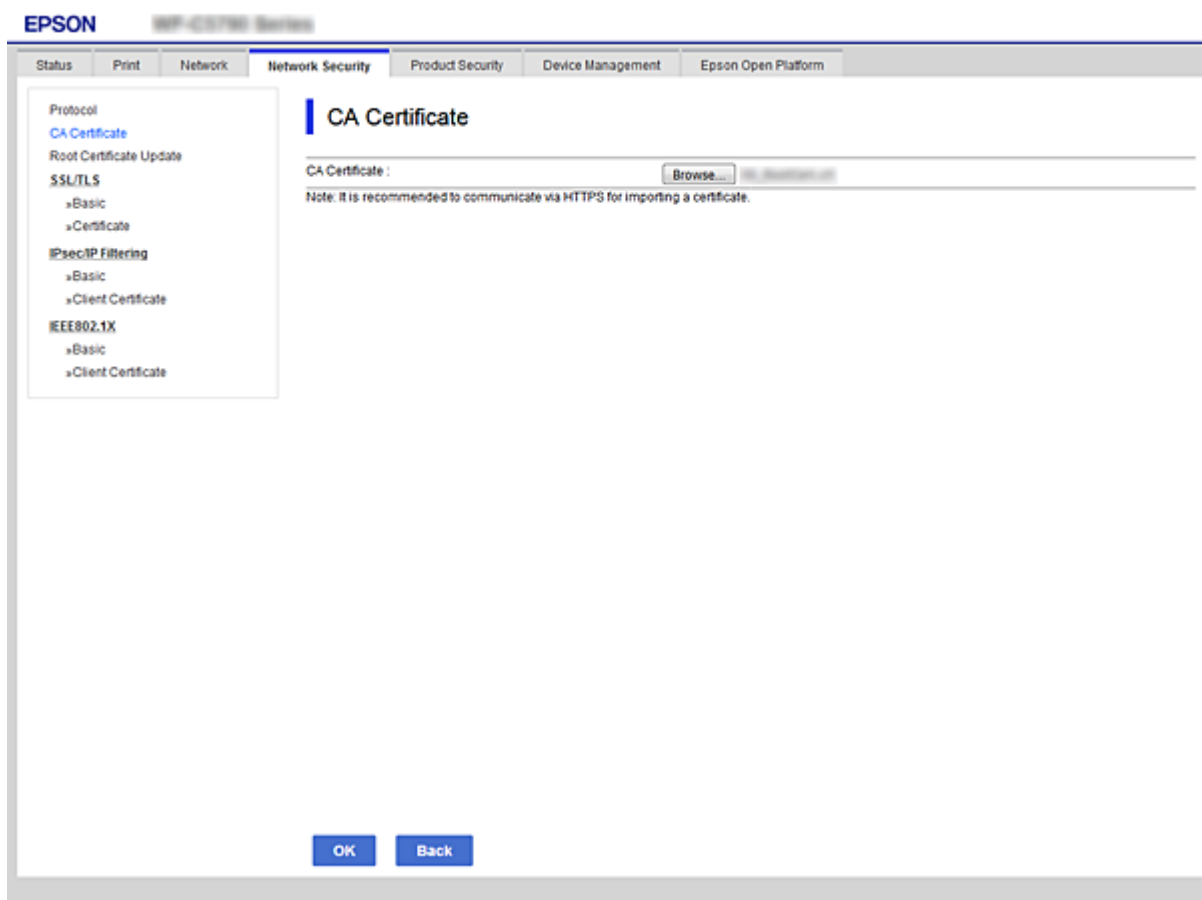 EPSON
Status Print Network Network Security Product Security Device Management Epson Open Platform
Protocol
CA Certificate
Root Certificate Update
SSL/TLS
»Basic
»Certificate
IPsec/IP Filtering
»Basic
»Client Certificate
IEEE802.1X
»Basic
»Client Certificate
CA Certificate
CA Certificate :
Browse...
Note: It is recommended to communicate via HTTPS for importing a certificate.
OK Back